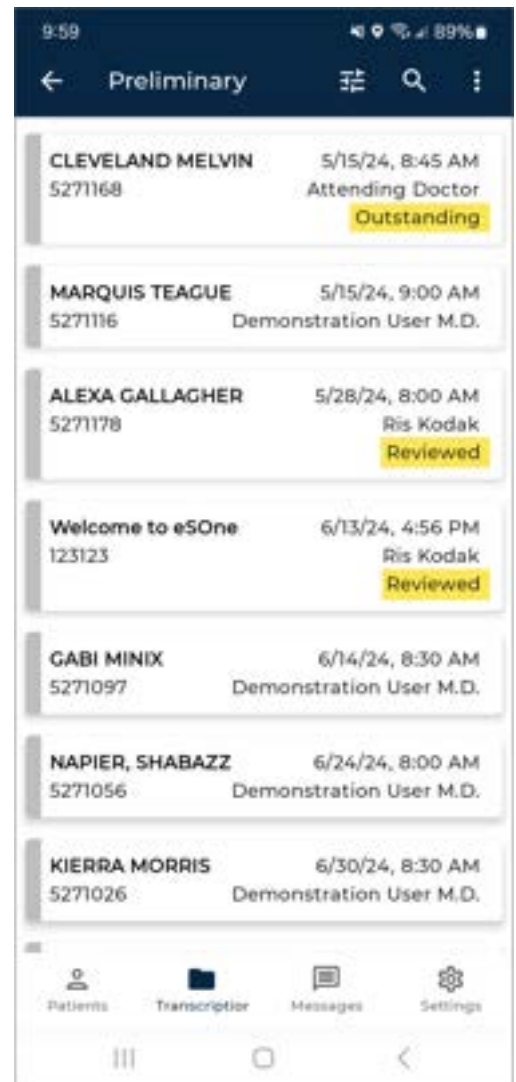 9:59 89%
Preliminary
CLEVELAND MELVIN 5/15/24, 8:45 AM
5271168 Attending Doctor
Outstanding
MARQUIS TEAGUE 5/15/24, 9:00 AM
5271116 Demonstration User M.D.
ALEXA GALLAGHER 5/28/24, 8:00 AM
5271178 Ris Kodak
Reviewed
Welcome to eSOne 6/13/24, 4:56 PM
123123 Ris Kodak
Reviewed
GABI MINIX 6/14/24, 8:30 AM
5271097 Demonstration User M.D.
NAPIER, SHABAZZ 6/24/24, 8:00 AM
5271056 Demonstration User M.D.
KIERRA MORRIS 6/30/24, 8:30 AM
5271026 Demonstration User M.D.
Patients Transcription Messages Settings